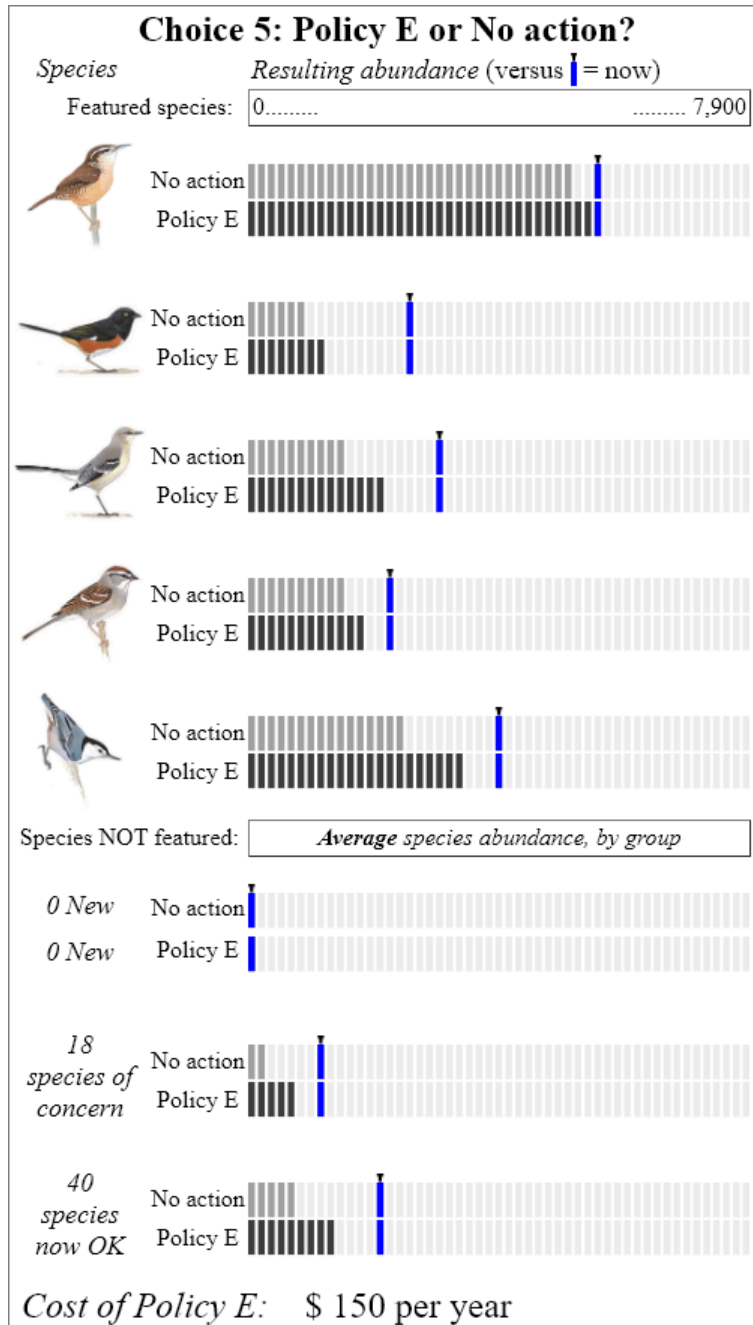 Choice 5: Policy E or No action?
Species Resulting abundance (versus = now)
Featured species: 0......... ......... 7,900
No action
Policy E
No action
Policy E
No action
Policy E
No action
Policy E
No action
Policy E
Species NOT featured: Average species abundance, by group
0 New No action
0 New Policy E
18
species of
concern
No action
Policy E
40
species
now OK
No action
Policy E
Cost of Policy E: $ 150 per year